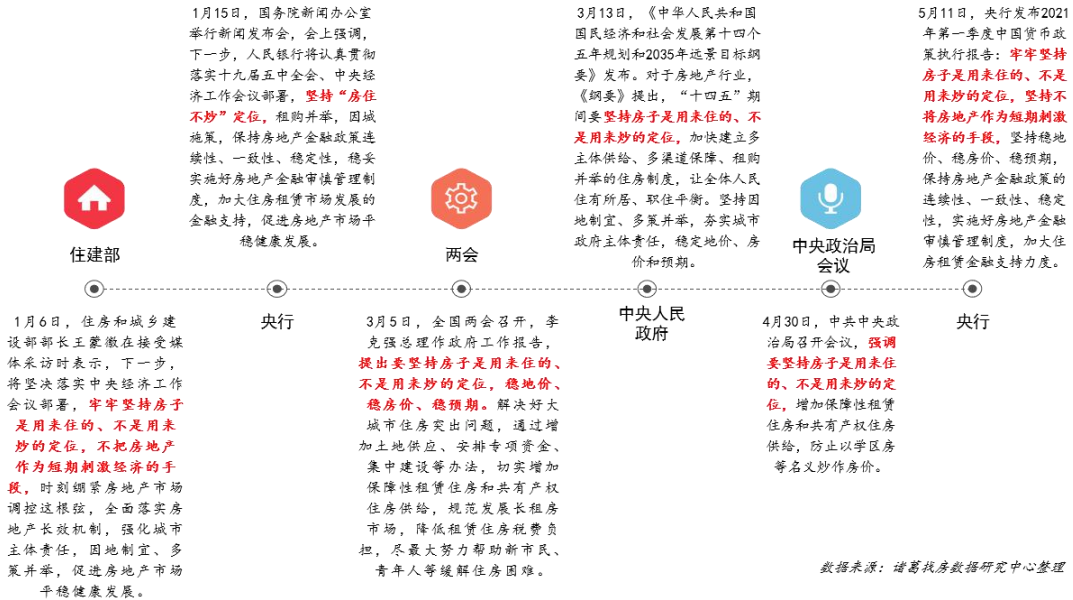 住建部
1月6日，住房和城乡建
设部部长王蒙徽在接受媒
体采访时表示，下一步，
将坚决落实中央经济工作
会议部署，牢牢坚持房子
是用来住的、不是用来
炒的定位，不把房地产
作为短期刺激经济的手
段，时刻绷紧房地产市场
调控这根弦，全面落实房
地产长效机制，强化城市
主体责任，因地制宜、多
策并举，促进房地产市场
平稳健康发展。
1月15日，国务院新闻办公室
举行新闻发布会，会上强调，
下一步，人民银行将认真贯彻
落实十九届五中全会、中央经
济工作会议部署，坚持“房住
不炒”定位，租购并举，因城
施策，保持房地产金融政策连
续性、一致性、稳定性，稳妥
实施好房地产金融审慎管理制
度，加大住房租赁市场发展的
金融支持，促进房地产市场平
稳健康发展。
央行
两会
3月5日，全国两会召开，李
克强总理作政府工作报告，
提出要坚持房子是用来住的、
不是用来炒的定位，稳地价、
稳房价、稳预期。解决好大
城市住房突出问题，通过增
加土地供应、安排专项资金、
集中建设等办法，切实增加
保障性租赁住房和共有产权
住房供给，规范发展长租房
市场，降低租赁住房税费负
担，尽最大努力帮助新市民、
青年人等缓解住房困难。
3月13日，《中华人民共和国
国民经济和社会发展第十四个
五年规划和2035年远景目标纲
要》发布。对于房地产行业，
《纲要》提出，“十四五”期
间要坚持房子是用来住的、不
是用来炒的定位，加快建立多
主体供给、多渠道保障、租购
并举的住房制度，让全体人民
住有所居、职住平衡。坚持因
地制宜、多策并举，夯实城市
政府主体责任，稳定地价、房
价和预期。
中央人民
政府
中央政治局
会议
4月30日，中共中央政
治局召开会议，强调
要坚持房子是用来住
的、不是用来炒的定
位，增加保障性租赁
住房和共有产权住房
供给，防止以学区房
等名义炒作房价。
5月11日，央行发布2021
年第一季度中国货币政
策执行报告：牢牢坚持
房子是用来住的、不是
用来炒的定位，坚持不
将房地产作为短期刺激
经济的手段，坚持稳地
价、稳房价、稳预期，
保持房地产金融政策的
连续性、一致性、稳定
性，实施好房地产金融
审慎管理制度，加大住
房租赁金融支持力度。
央行
数据来源：诸葛找房数据研究中心整理